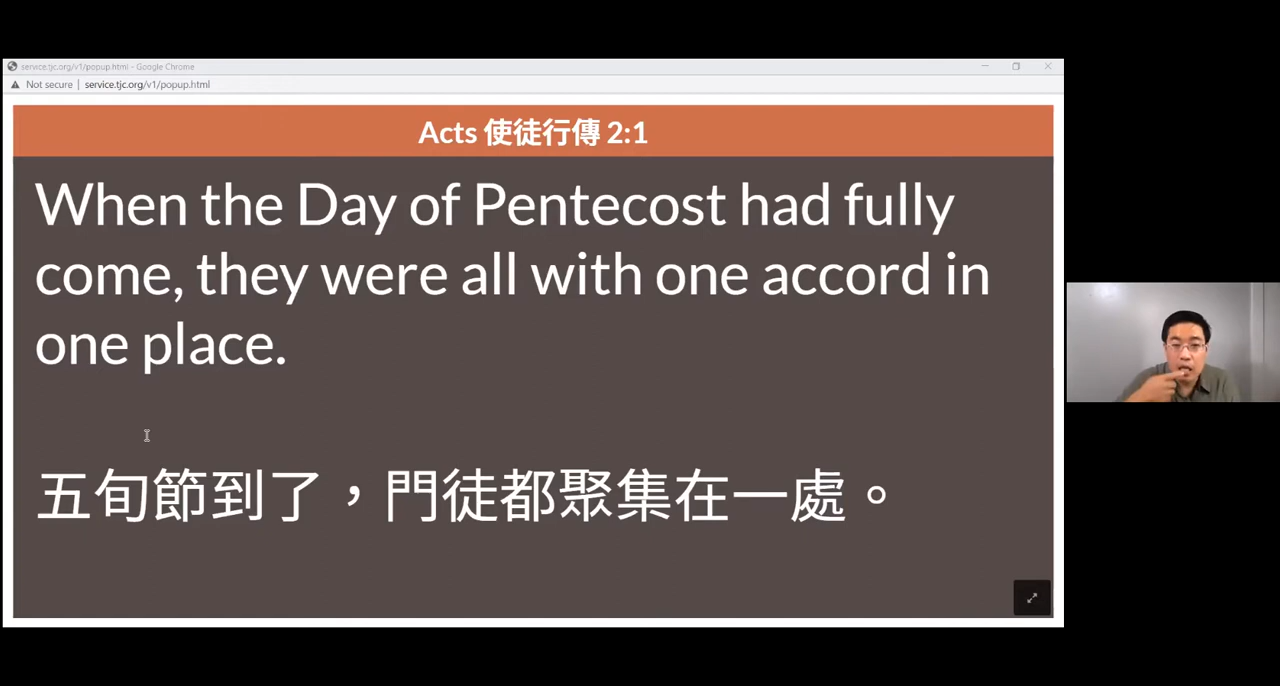 service.tjc.org/v1/popup.html - Google Chrome
Not secure | service.tjc.org/v1/popup.html
Acts 使徒行傳 2:1
When the Day of Pentecost had fully
come, they were all with one accord in
one place.
五旬節到了，門徒都聚集在一處。